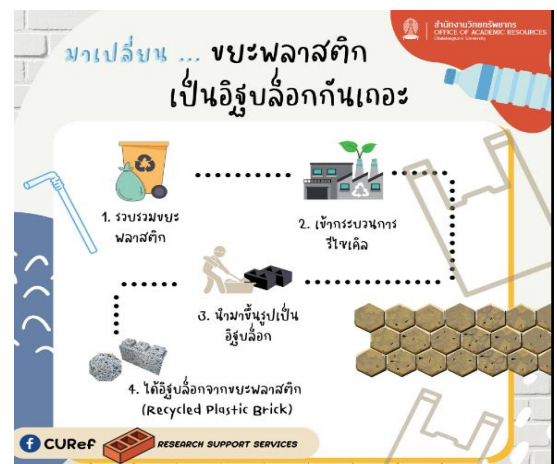 สำนักงานวิทยทรัพยากร
OFFICE OF ACADEMIC RESOURCES
Chulalongkorn University
มาเปลี่ยน ... ขยะพลาสติก
เป็นอิฐบล็อกกันเถอะ
1. รวบรวมขยะ
พลาสติก
2. เข้ากระบวนการ
รีไซเคิล
3. นำมาขึ้นรูปเป็น
อิฐบล็อก
4. ได้อิฐบล็อกจากขยะพลาสติก
(Recycled Plastic Brick)
CURef
RESEARCH SUPPORT SERVICES